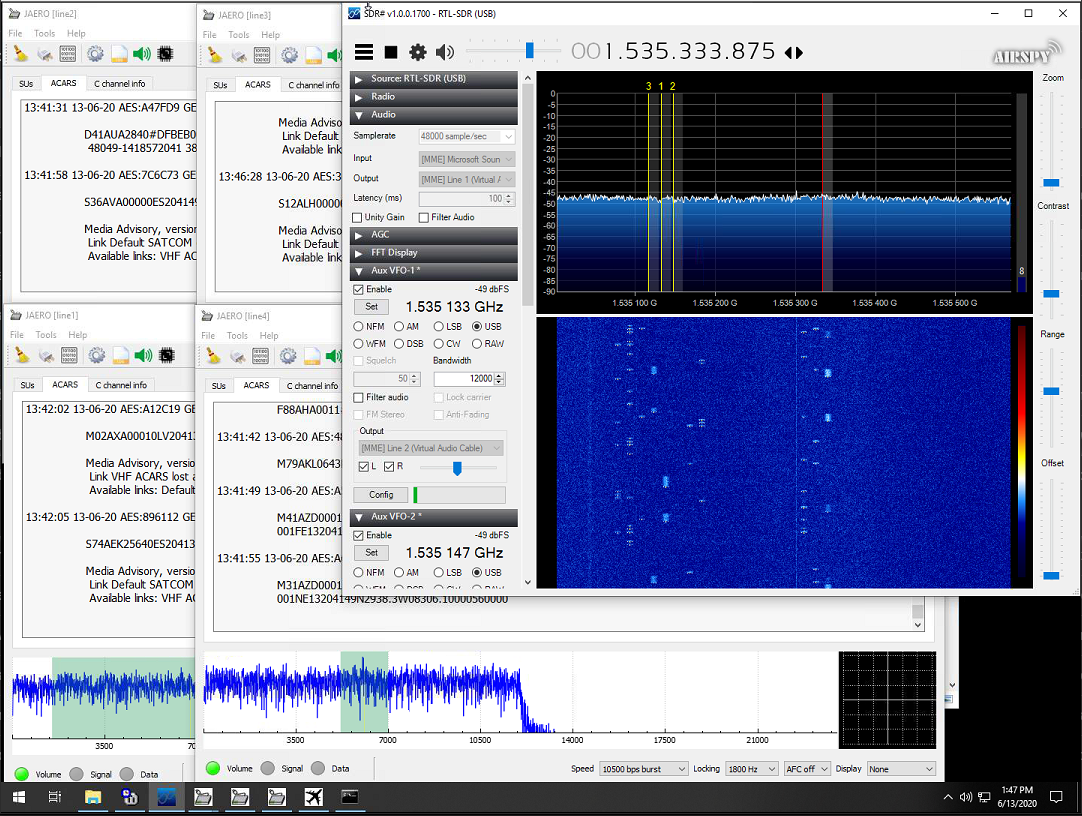 JAERO [line2]
File Tools Help
SUs ACARS C channel info
13:41:31 13-06-20 AES:A47FD9 GE
D41AUA2840#DFBEB0
48049-1418572041 38
13:41:58 13-06-20 AES:7C6C73 GE
S36AVA00000ES204149
Media Advisory, version
Link Default SATCOM
Available links: VHF ACA
JAERO [line3]
File Tools Help
SUs ACARS C channel info
Media Advisor
Link Default
Available link
13:46:28 13-06-20 AES:3
S12ALH0000
Media Advisor
Link Default
Available link
JAERO [line1]
File Tools Help
SUs ACARS C channel info
13:42:02 13-06-20 AES:A12C19 GE
M02AXA00010LV20413
Media Advisory, versio
Link VHF ACARS lost a
Available links: Default
13:42:05 13-06-20 AES:896112 GE
S74AEK25640ES20413
Media Advisory, versio
Link Default SATCOM
Available links: VHF A
3500 70
Volume Signal Data
JAERO [line4]
File Tools Help
SUs ACARS C channel info
F88AHA0011
13:41:42 13-06-20 AES:48
M79AKL0643
13:41:49 13-06-20 AES:A
M41AZD0001
001FE13204
13:41:55 13-06-20 AES:A
M31AZD0001
001NE13204149N2938.3W08306.10000560000
3500 7000 10500 14000 17500 21000
Volume Signal Data
Speed 10500 bps burst Locking 1800 Hz AFC off Display None
SDR# v1.0.0.1700 - RTL-SDR (USB)
001.535.333.875
AIRSPY
Source: RTL-SDR (USB)
Radio
Audio
Samplerate 48000 sample/sec
Input [MME] Microsoft Soun
Output [MME] Line 1 (Virtual A
Latency (ms) 100
Unity Gain Filter Audio
AGC
FFT Display
Aux VFO-1 *
Enable -49 dbFS
Set 1.535 133 GHz
NFM AM LSB USB
WFM DSB CW RAW
Squelch Bandwidth
50 12000
Filter audio Lock carrier
FM Stereo Anti-Fading
Output
[MME] Line 2 (Virtual Audio Cable)
L R
Config
Aux VFO-2 *
Enable -49 dbFS
Set 1.535 147 GHz
NFM AM LSB USB
WFM DSB CW RAW
3 1 2
0
-5
-10
-15
-20
-25
-30
-35
-40
-45
-50
-55
-60
-65
-70
-75
-80
-85
-90
8
1.535 100 G 1.535 200 G 1.535 300 G 1.535 400 G 1.535 500 G
Zoom
Contrast
Range
Offset
1:47 PM
6/13/2020